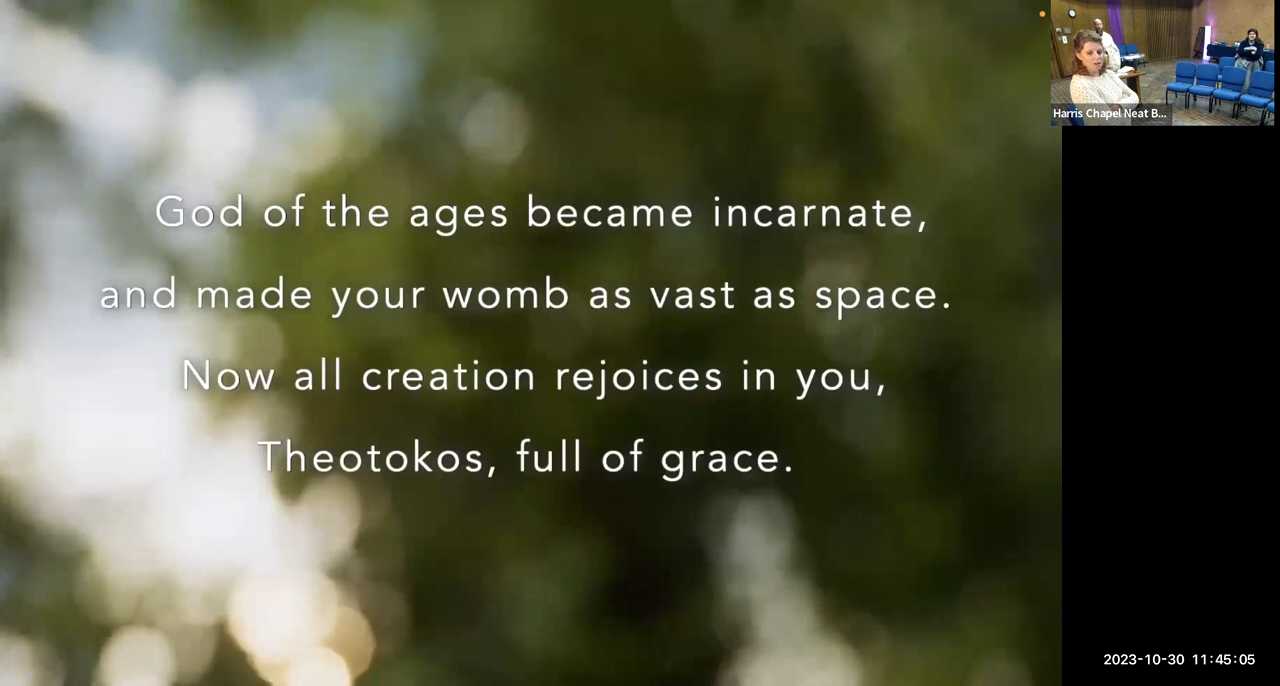 God of the ages became incarnate,
and made your womb as vast as space.
Now all creation rejoices in you,
Theotokos, full of grace.
Harris Chapel Neat B...
2023-10-30 11:45:05